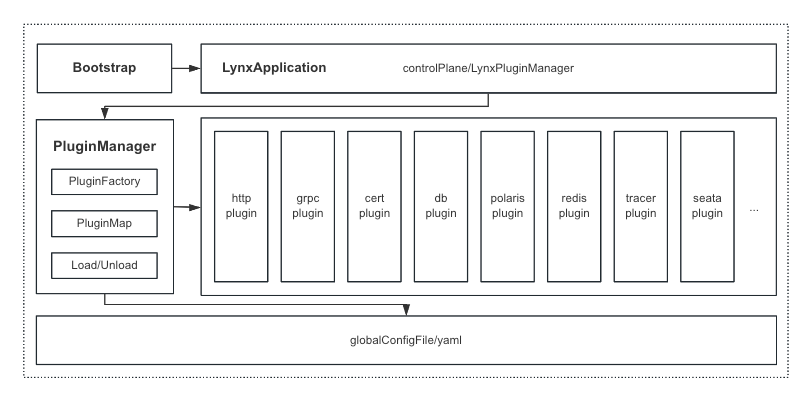 Bootstrap
LynxApplication
controlPlane/LynxPluginManager
PluginManager
PluginFactory
PluginMap
Load/Unload
http
plugin
grpc
plugin
cert
plugin
db
plugin
polaris
plugin
redis
plugin
tracer
plugin
seata
plugin
...
globalConfigFile/yaml